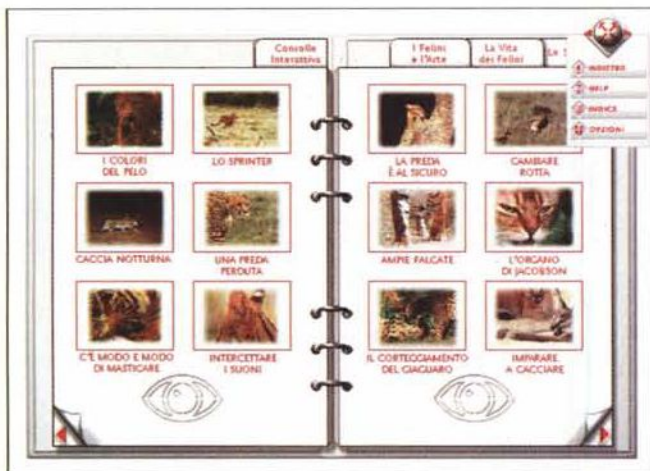 Consolle
Interattiva
I Felini
e l'Arte
La Vita
dei Felini
INDIETRO
HELP
INDICE
OPZIONI
I COLORI
DEL PELO
LO SPRINTER
LA PREDA
È AL SICURO
CAMBIARE
ROTTA
CACCIA NOTTURNA
UNA PREDA
PERDUTA
AMPIE FALCATE
L'ORGANO
DI JACOBSON
C'È MODO E MODO
DI MASTICARE
INTERCETTARE
I SUONI
IL CORTEGGIAMENTO
DEL GIAGUARO
IMPARARE
A CACCIARE